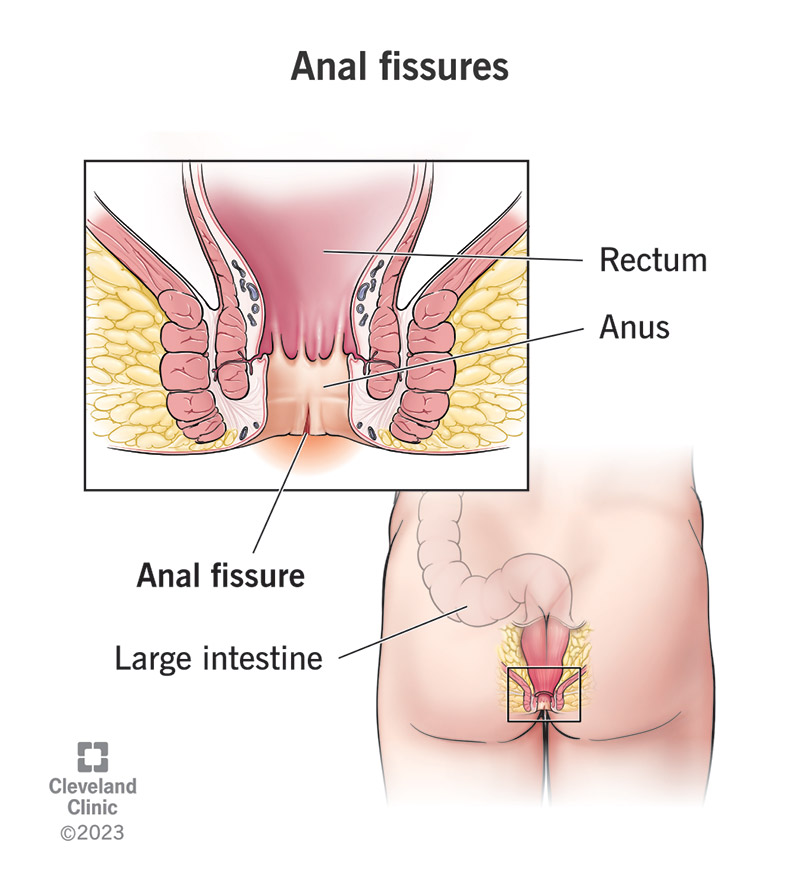 Anal fissures
Rectum
Anus
Anal fissure
Large intestine
Cleveland
Clinic
©2023